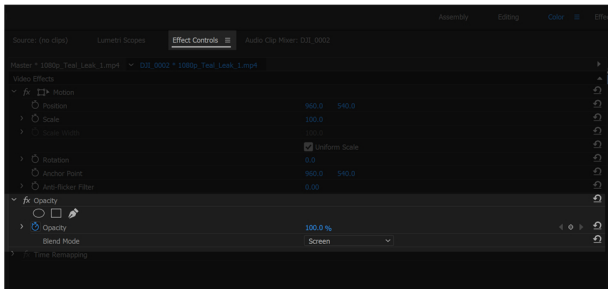 Assembly Editing Color Effe
Source: (no clips) Lumetri Scopes Effect Controls Audio Clip Mixer: DJI_0002
Master * 1080p_Teal_Leak_1.mp4 DJI_0002 * 1080p_Teal_Leak_1.mp4
Video Effects
fx Motion
Position 960.0 540.0
Scale 100.0
Scale Width 100.0
Uniform Scale
Rotation 0.0
Anchor Point 960.0 540.0
Anti-flicker Filter 0.00
fx Opacity
Opacity 100.0 %
Blend Mode Screen
Time Remapping